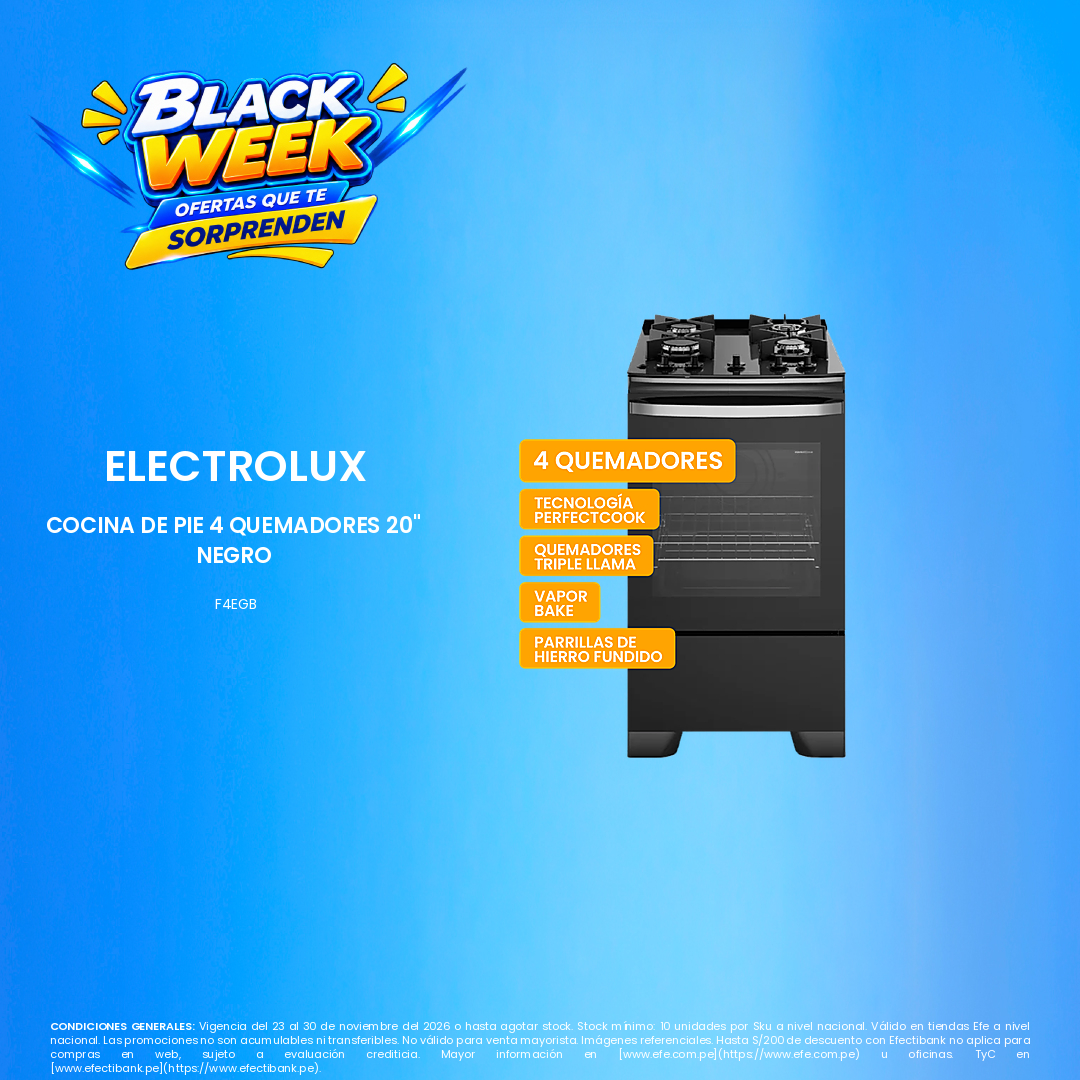 BLACK
WEEK
OFERTAS QUE TE
SORPRENDEN
ELECTROLUX
COCINA DE PIE 4 QUEMADORES 20"
NEGRO
F4EGB
4 QUEMADORES
TECNOLOGÍA
PERFECTCOOK
QUEMADORES
TRIPLE LLAMA
VAPOR
BAKE
PARRILLAS DE
HIERRO FUNDIDO
CONDICIONES GENERALES: Vigencia del 23 al 30 de noviembre del 2026 o hasta agotar stock. Stock mínimo: 10 unidades por Sku a nivel nacional. Válido en tiendas Efe a nivel
nacional. Las promociones no son acumulables ni transferibles. No válido para venta mayorista. Imágenes referenciales. Hasta S/200 de descuento con Efectibank no aplica para
compras en web, sujeto a evaluación crediticia. Mayor información en [www.efe.com.pe](https://www.efe.com.pe) u oficinas. TyC en
[www.efectibank.pe](https://www.efectibank.pe).